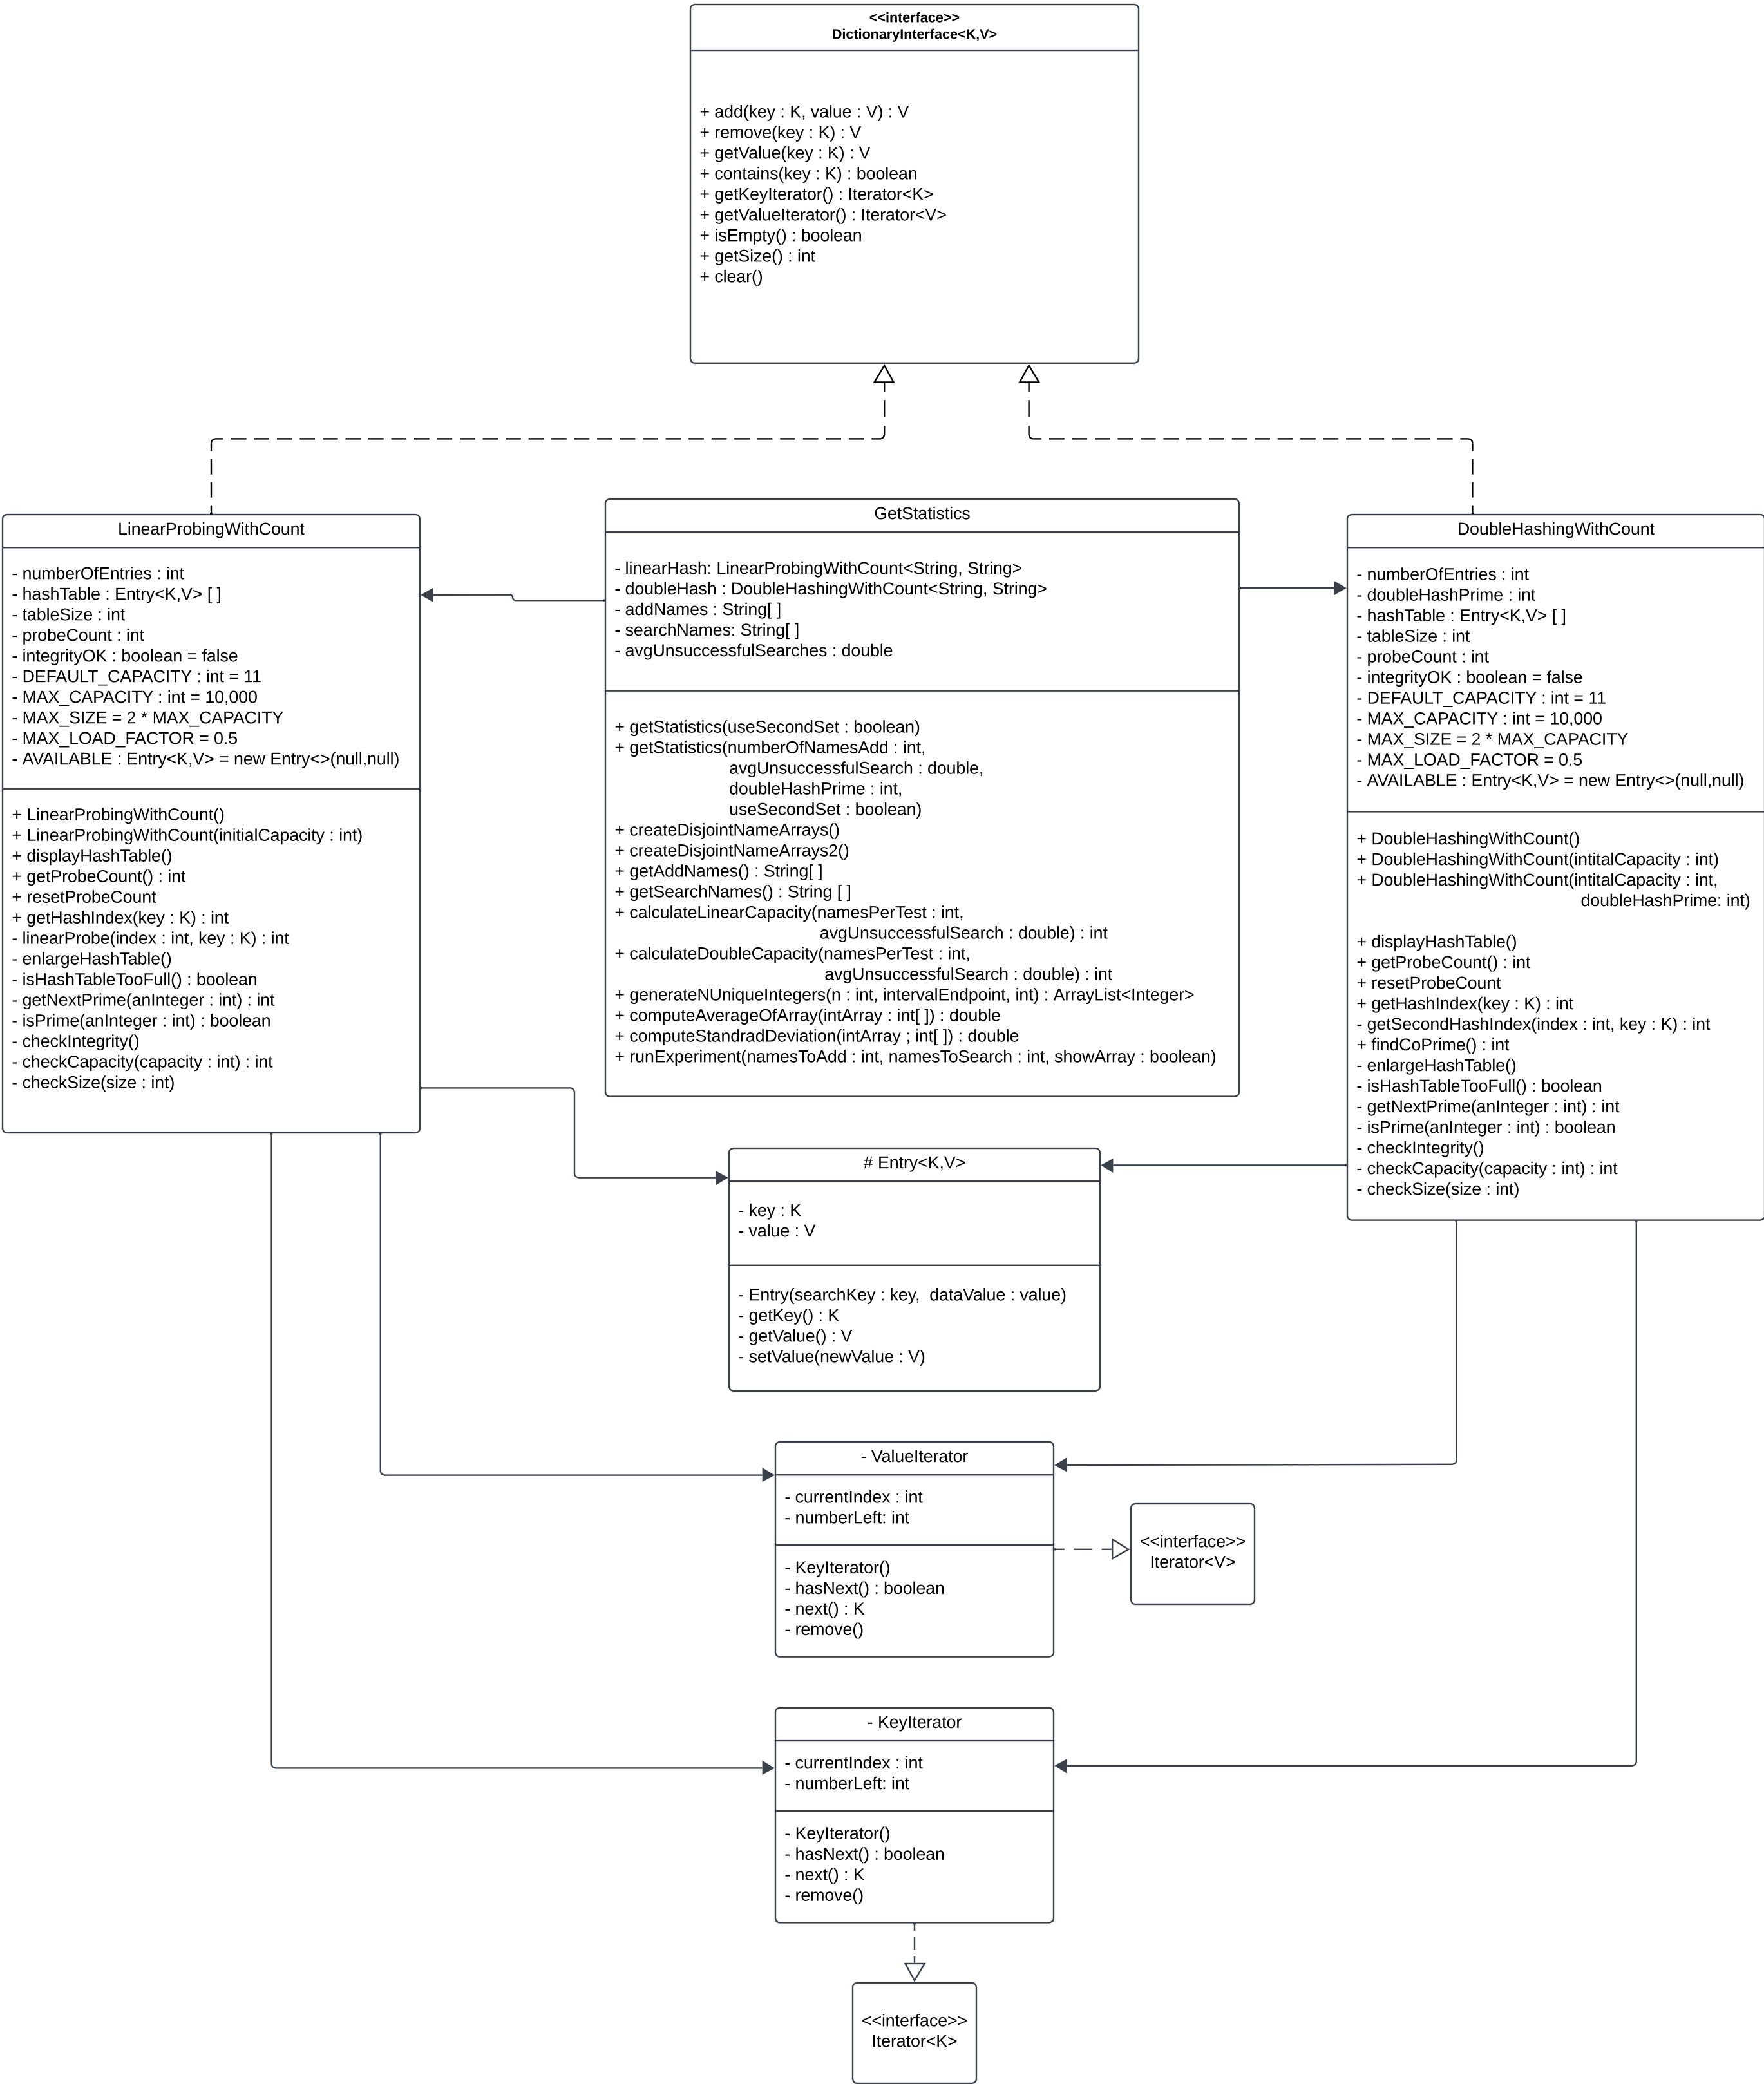 <<interface>>
DictionaryInterface<K,V>
+ add(key : K, value : V) : V
+ remove(key : K) : V
+ getValue(key : K) : V
+ contains(key : K) : boolean
+ getKeyIterator() : Iterator<K>
+ getValueIterator() : Iterator<V>
+ isEmpty() : boolean
+ getSize() : int
+ clear()
LinearProbingWithCount
- numberOfEntries : int
- hashTable : Entry<K,V> [ ]
- tableSize : int
- probeCount : int
- integrityOK : boolean = false
- DEFAULT_CAPACITY : int = 11
- MAX_CAPACITY : int = 10,000
- MAX_SIZE = 2 * MAX_CAPACITY
- MAX_LOAD_FACTOR = 0.5
- AVAILABLE : Entry<K,V> = new Entry<>(null,null)
+ LinearProbingWithCount()
+ LinearProbingWithCount(initialCapacity : int)
+ displayHashTable()
+ getProbeCount() : int
+ resetProbeCount
+ getHashIndex(key : K) : int
- linearProbe(index : int, key : K) : int
- enlargeHashTable()
- isHashTableTooFull() : boolean
- getNextPrime(anInteger : int) : int
- isPrime(anInteger : int) : boolean
- checkIntegrity()
- checkCapacity(capacity : int) : int
- checkSize(size : int)
GetStatistics
- linearHash: LinearProbingWithCount<String, String>
- doubleHash : DoubleHashingWithCount<String, String>
- addNames : String[ ]
- searchNames: String[ ]
- avgUnsuccessfulSearches : double
+ getStatistics(useSecondSet : boolean)
+ getStatistics(numberOfNamesAdd : int,
avgUnsuccessfulSearch : double,
doubleHashPrime : int,
useSecondSet : boolean)
+ createDisjointNameArrays()
+ createDisjointNameArrays2()
+ getAddNames() : String[ ]
+ getSearchNames() : String [ ]
+ calculateLinearCapacity(namesPerTest : int,
avgUnsuccessfulSearch : double) : int
+ calculateDoubleCapacity(namesPerTest : int,
avgUnsuccessfulSearch : double) : int
+ generateNUniqueIntegers(n : int, intervalEndpoint, int) : ArrayList<Integer>
+ computeAverageOfArray(intArray : int[ ]) : double
+ computeStandradDeviation(intArray ; int[ ]) : double
+ runExperiment(namesToAdd : int, namesToSearch : int, showArray : boolean)
DoubleHashingWithCount
- numberOfEntries : int
- doubleHashPrime : int
- hashTable : Entry<K,V> [ ]
- tableSize : int
- probeCount : int
- integrityOK : boolean = false
- DEFAULT_CAPACITY : int = 11
- MAX_CAPACITY : int = 10,000
- MAX_SIZE = 2 * MAX_CAPACITY
- MAX_LOAD_FACTOR = 0.5
- AVAILABLE : Entry<K,V> = new Entry<>(null,null)
+ DoubleHashingWithCount()
+ DoubleHashingWithCount(intitalCapacity : int)
+ DoubleHashingWithCount(intitalCapacity : int,
doubleHashPrime: int)
+ displayHashTable()
+ getProbeCount() : int
+ resetProbeCount
+ getHashIndex(key : K) : int
- getSecondHashIndex(index : int, key : K) : int
+ findCoPrime() : int
- enlargeHashTable()
- isHashTableTooFull() : boolean
- getNextPrime(anInteger : int) : int
- isPrime(anInteger : int) : boolean
- checkIntegrity()
- checkCapacity(capacity : int) : int
- checkSize(size : int)
# Entry<K,V>
- key : K
- value : V
- Entry(searchKey : key,  dataValue : value)
- getKey() : K
- getValue() : V
- setValue(newValue : V)
- ValueIterator
- currentIndex : int
- numberLeft: int
- KeyIterator()
- hasNext() : boolean
- next() : K
- remove()
<<interface>>
Iterator<V>
- KeyIterator
- currentIndex : int
- numberLeft: int
- KeyIterator()
- hasNext() : boolean
- next() : K
- remove()
<<interface>>
Iterator<K>